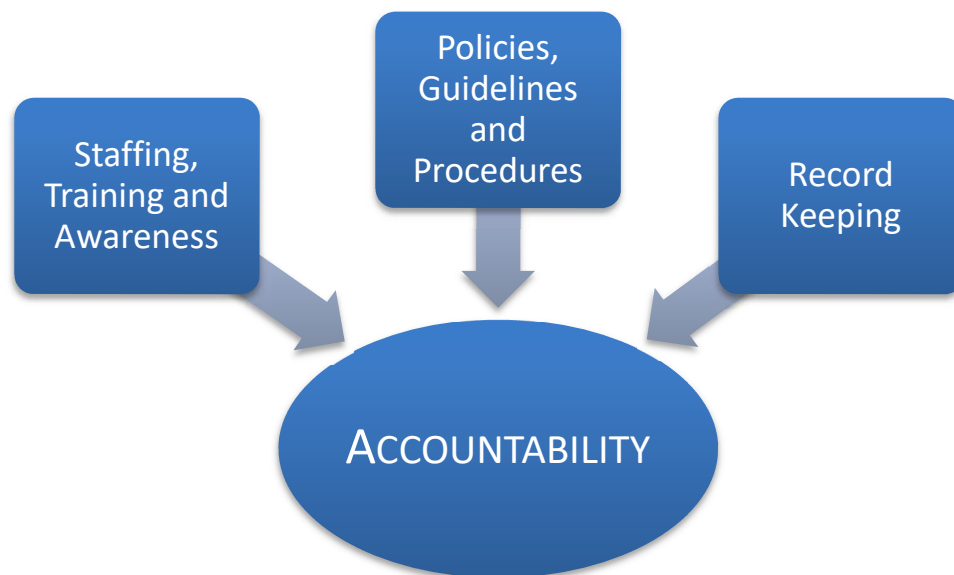 Staffing,
Training and
Awareness
Policies,
Guidelines
and
Procedures
Record
Keeping
ACCOUNTABILITY